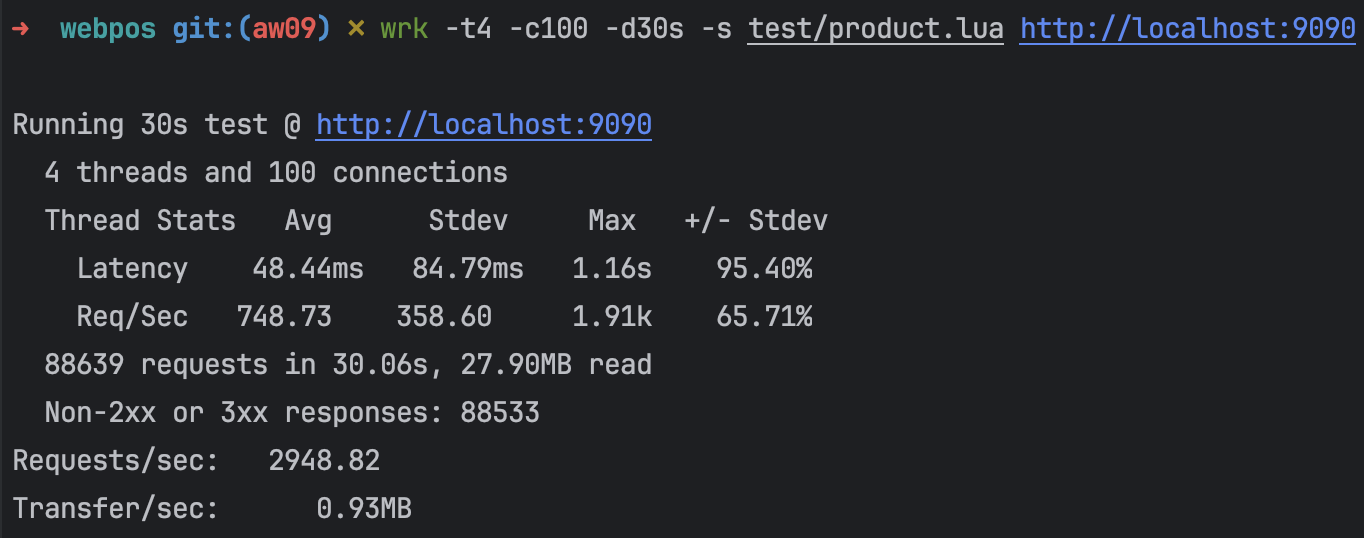 ➜ webpos git:(aw09) ✗ wrk -t4 -c100 -d30s -s test/product.lua http://localhost:9090
Running 30s test @ http://localhost:9090
4 threads and 100 connections
Thread Stats Avg Stdev Max +/- Stdev
Latency 48.44ms 84.79ms 1.16s 95.40%
Req/Sec 748.73 358.60 1.91k 65.71%
88639 requests in 30.06s, 27.90MB read
Non-2xx or 3xx responses: 88533
Requests/sec: 2948.82
Transfer/sec: 0.93MB